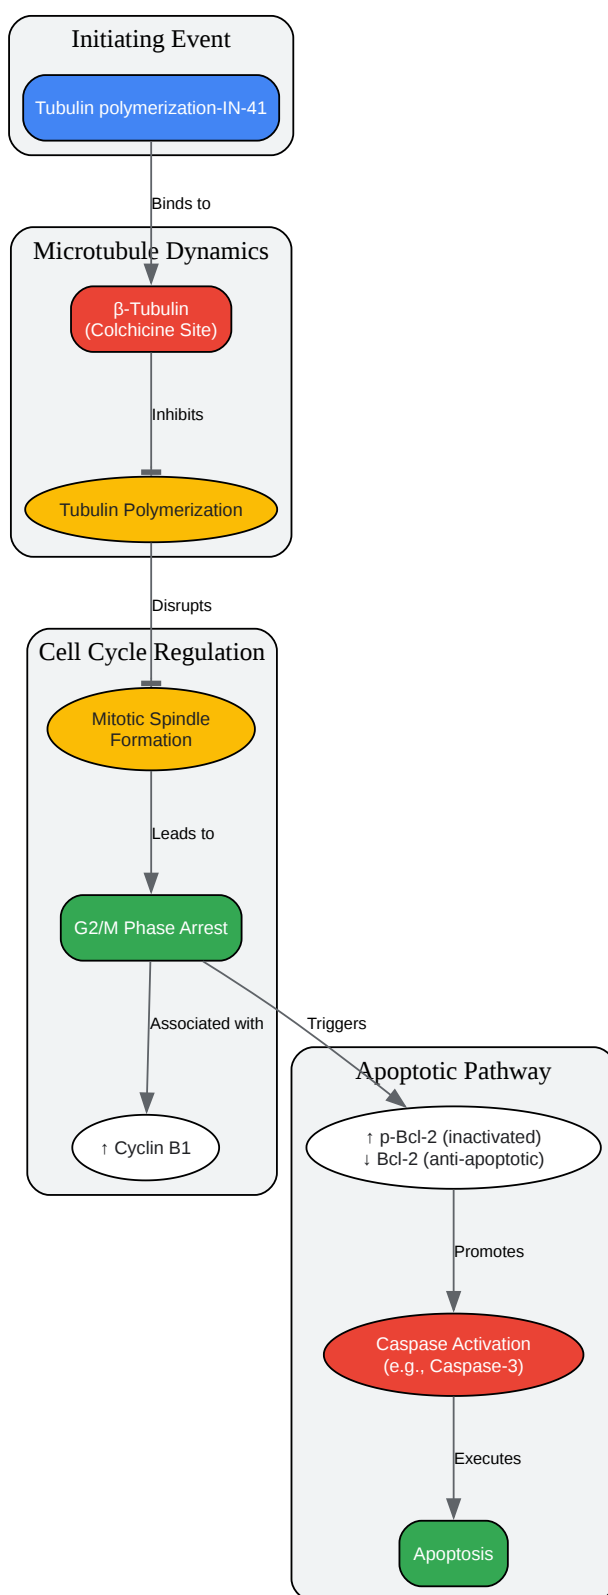 Initiating Event
Tubulin polymerization-IN-41
Binds to
Microtubule Dynamics
β-Tubulin
(Colchicine Site)
Inhibits
Tubulin Polymerization
Disrupts
Cell Cycle Regulation
Mitotic Spindle
Formation
Leads to
G2/M Phase Arrest
Associated with
Triggers
Apoptotic Pathway
↑ Cyclin B1
↑ p-Bcl-2 (inactivated)
↓ Bcl-2 (anti-apoptotic)
Promotes
Caspase Activation
(e.g., Caspase-3)
Executes
Apoptosis